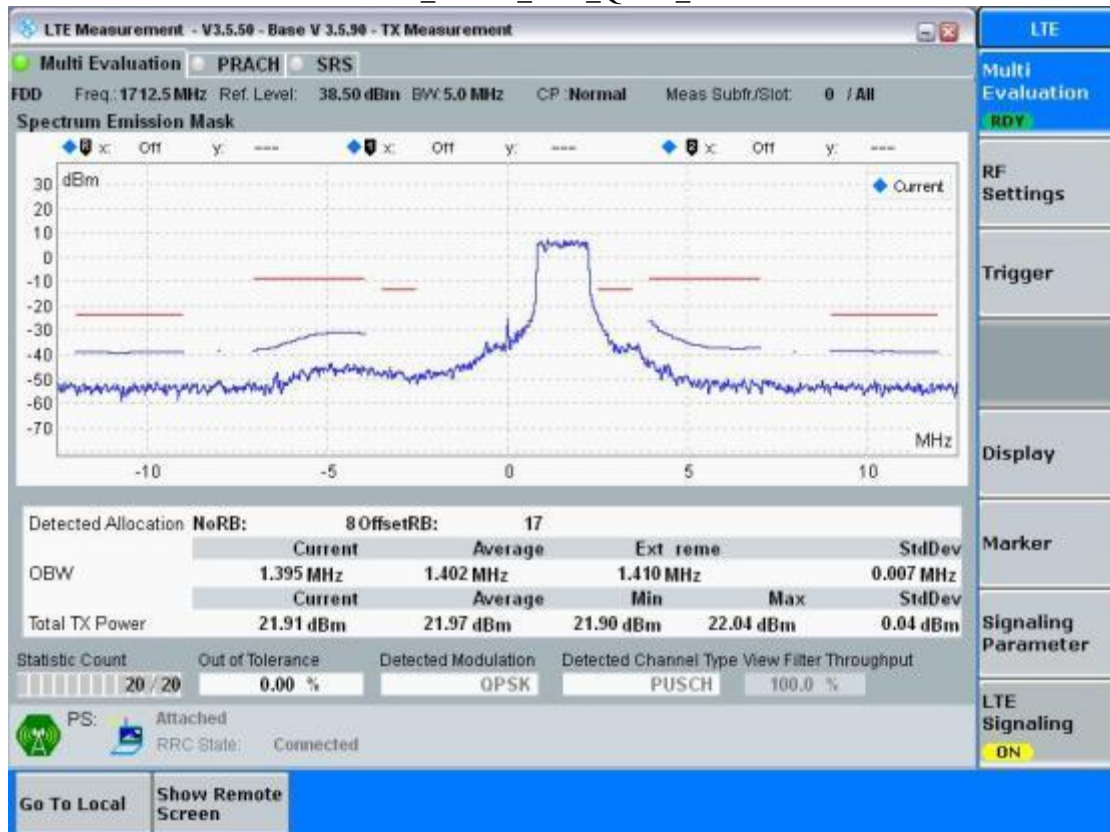 LTE Measurement - V3.5.50 - Base V 3.5.90 - TX Measurement
Multi Evaluation PRACH SRS
FDD Freq.: 1712.5 MHz Ref. Level: 38.50 dBm BW: 5.0 MHz CP : Normal Meas Subfr./Slot: 0 / All
Spectrum Emission Mask
x: Off y: --- x: Off y: --- x: Off y: ---
dBm
Current
30
20
10
0
-10
-20
-30
-40
-50
-60
-70
MHz
-10 -5 0 5 10
Detected Allocation NoRB: 8 OffsetRB: 17
Current Average Ext reme StdDev
OBW 1.395 MHz 1.402 MHz 1.410 MHz 0.007 MHz
Current Average Min Max StdDev
Total TX Power 21.91 dBm 21.97 dBm 21.90 dBm 22.04 dBm 0.04 dBm
Statistic Count Out of Tolerance Detected Modulation Detected Channel Type View Filter Throughput
20 / 20 0.00 % QPSK PUSCH 100.0 %
PS: Attached
RRC State: Connected
Go To Local
Show Remote
Screen
LTE
Multi
Evaluation
RDY
RF
Settings
Trigger
Display
Marker
Signaling
Parameter
LTE
Signaling
ON